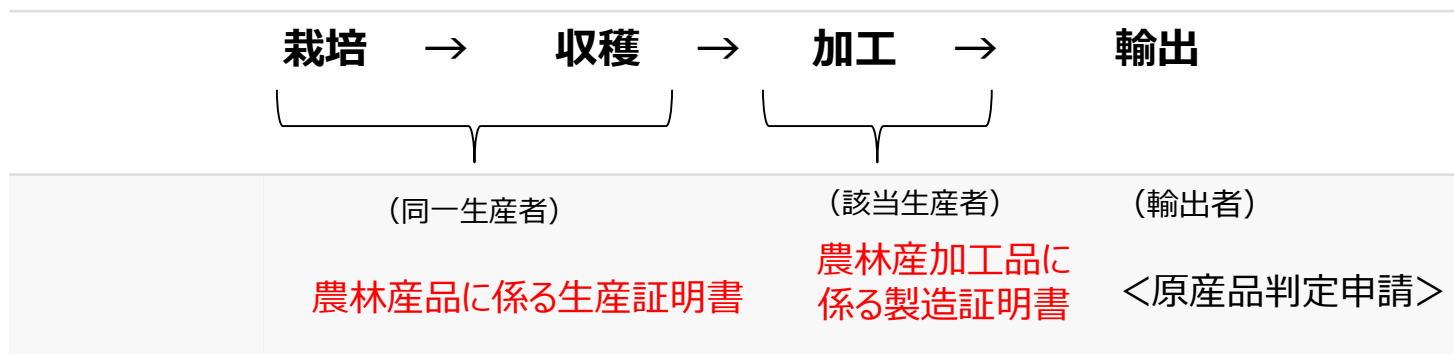 栽培 → 収穫 → 加工 → 輸出
（同一生産者） （該当生産者） （輸出者）
農林産品に係る生産証明書
農林産加工品に
係る製造証明書
＜原産品判定申請＞